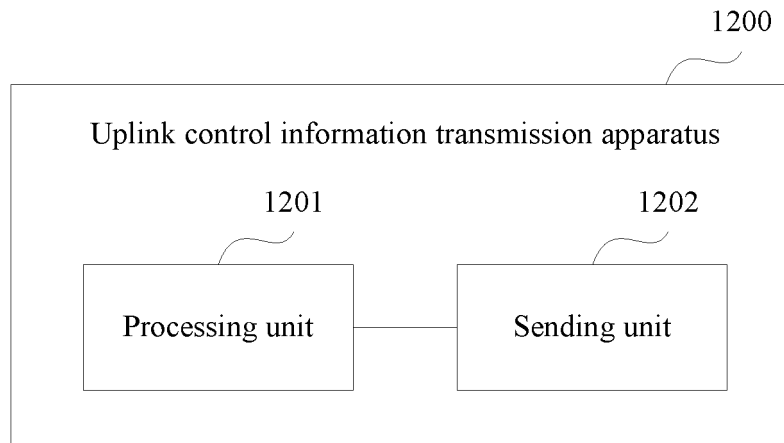 1200
Uplink control information transmission apparatus
1201
1202
Processing unit
Sending unit